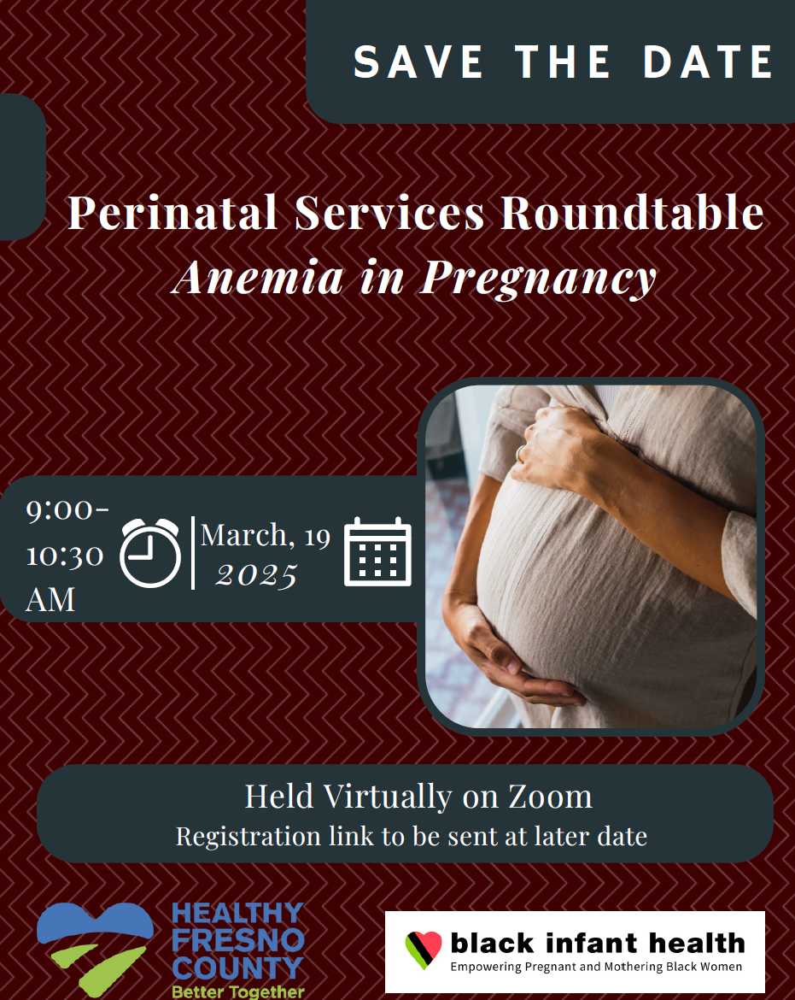 SAVE THE DATE
Perinatal Services Roundtable
Anemia in Pregnancy
9:00-
10:30
AM
March, 19
2025
Held Virtually on Zoom
Registration link to be sent at later date
HEALTHY
FRESNO
COUNTY
Better Together
black infant health
Empowering Pregnant and Mothering Black Women